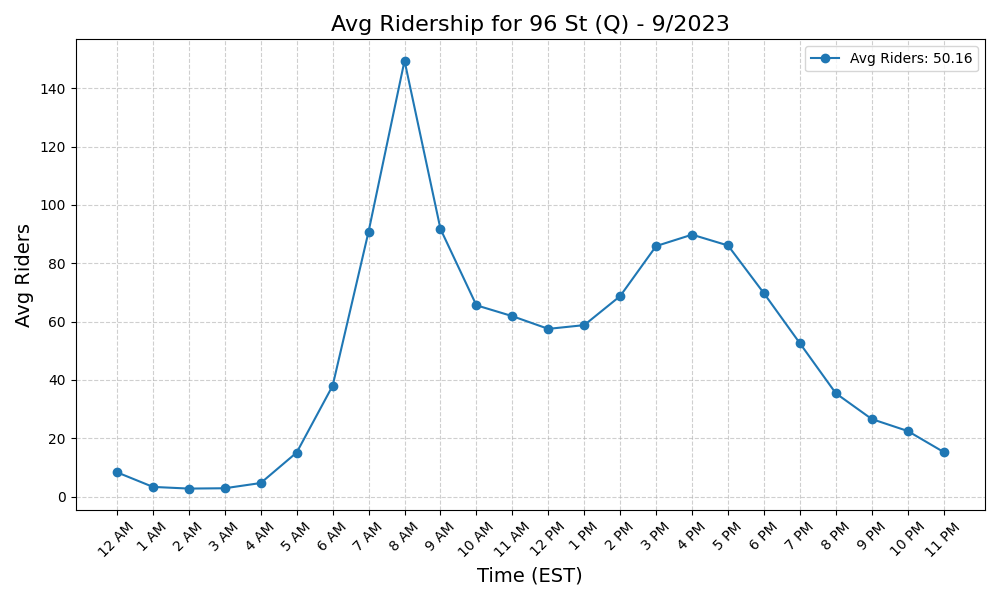 Avg Ridership for 96 St (Q) - 9/2023
Avg Riders: 50.16
Avg Riders
140
120
100
80
60
40
20
0
12 AM
1 AM
2 AM
3 AM
4 AM
5 AM
6 AM
7 AM
8 AM
9 AM
10 AM
11 AM
12 PM
1 PM
2 PM
3 PM
4 PM
5 PM
6 PM
7 PM
8 PM
9 PM
10 PM
11 PM
Time (EST)